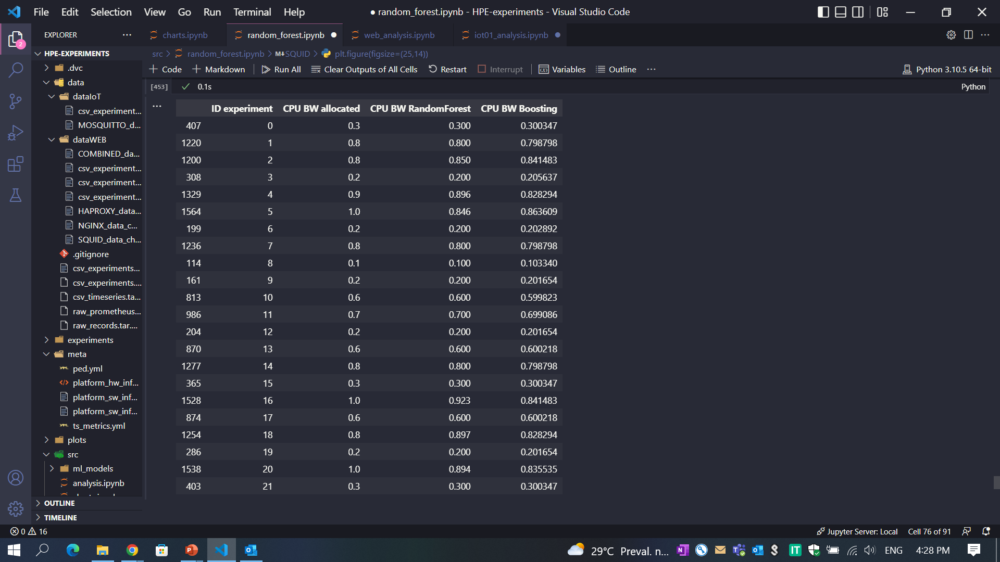 File Edit Selection View Go Run Terminal Help ● random_forest.ipynb - HPE-experiments - Visual Studio Code
EXPLORER ··· charts.ipynb random_forest.ipynb ● web_analysis.ipynb iot01_analysis.ipynb ● ···
2
HPE-EXPERIMENTS
src > random_forest.ipynb > M↓SQUID > plt.figure(figsize=(25,14))
+ Code + Markdown Run All Clear Outputs of All Cells Restart Interrupt Variables Outline ··· Python 3.10.5 64-bit
[453] ✓ 0.1s Python
.dvc
data
dataIoT
csv_experiment...
MOSQUITTO_d...
dataWEB
COMBINED_da...
csv_experiment...
csv_experiment...
csv_experiment...
HAPROXY_data...
NGINX_data_c...
SQUID_data_ch...
.gitignore
csv_experiments...
csv_experiments....
csv_timeseries.ta...
raw_prometheus...
raw_records.tar....
experiments
meta
ped.yml
platform_hw_inf...
platform_sw_inf...
platform_sw_inf...
ts_metrics.yml
plots
src
ml_models
analysis.ipynb
OUTLINE
TIMELINE
···
ID experiment CPU BW allocated CPU BW RandomForest CPU BW Boosting
407 0 0.3 0.300 0.300347
1220 1 0.8 0.800 0.798798
1200 2 0.8 0.850 0.841483
308 3 0.2 0.200 0.205637
1329 4 0.9 0.896 0.828294
1564 5 1.0 0.846 0.863609
199 6 0.2 0.200 0.202892
1236 7 0.8 0.800 0.798798
114 8 0.1 0.100 0.103340
161 9 0.2 0.200 0.201654
813 10 0.6 0.600 0.599823
986 11 0.7 0.700 0.699086
204 12 0.2 0.200 0.201654
870 13 0.6 0.600 0.600218
1277 14 0.8 0.800 0.798798
365 15 0.3 0.300 0.300347
1528 16 1.0 0.923 0.841483
874 17 0.6 0.600 0.600218
1254 18 0.8 0.897 0.828294
286 19 0.2 0.200 0.201654
1538 20 1.0 0.894 0.835535
403 21 0.3 0.300 0.300347
0 16 Jupyter Server: Local Cell 76 of 91
29°C Preval. n... IT ENG 4:28 PM